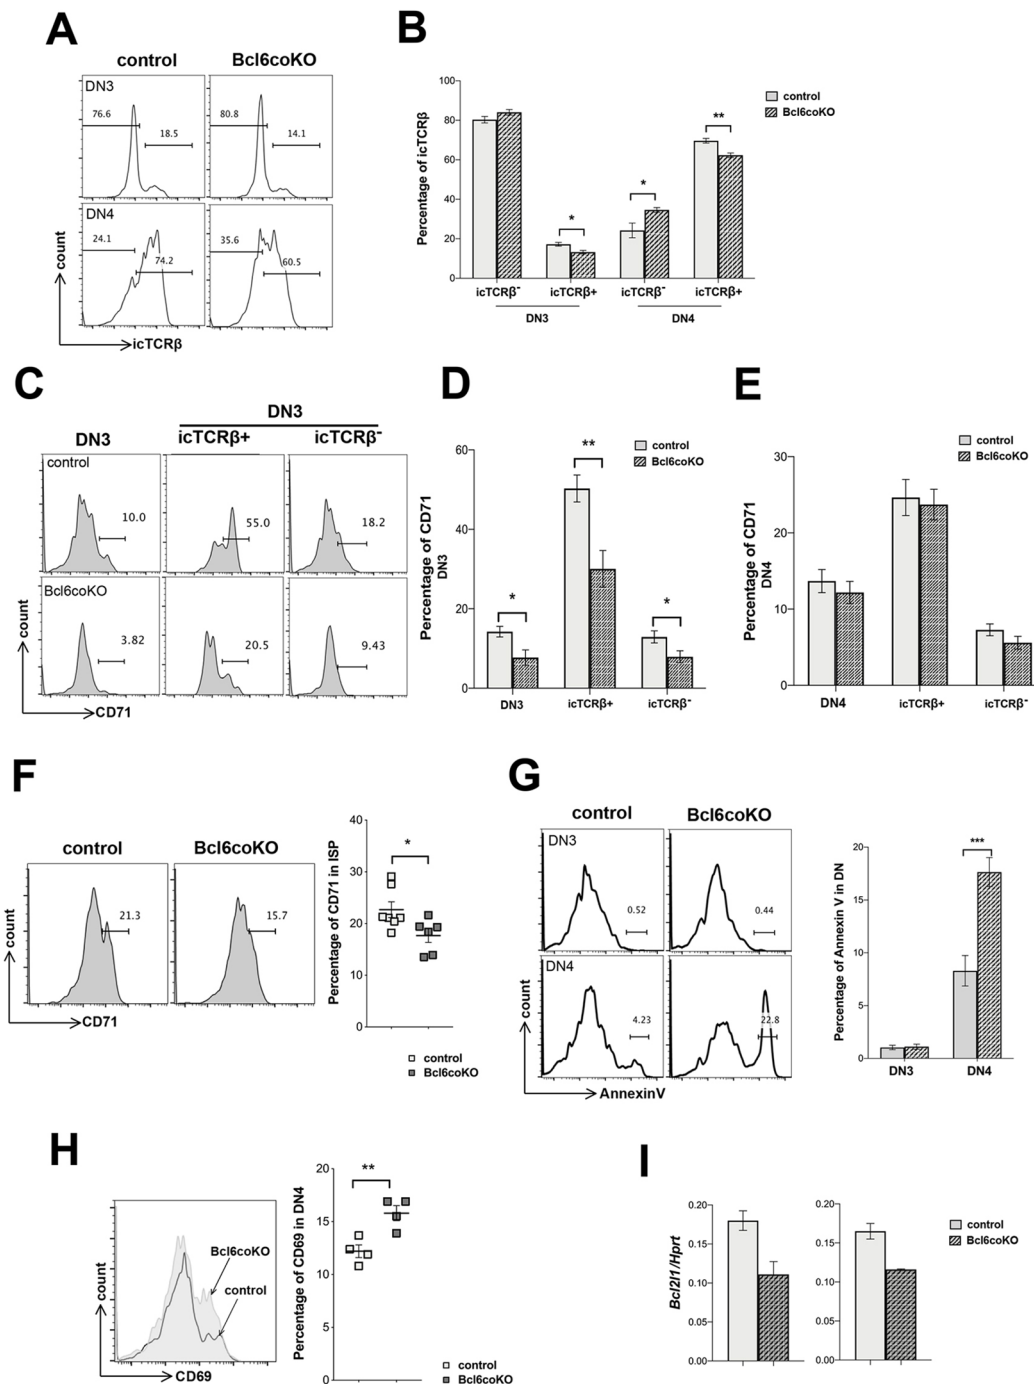 A
control Bcl6coKO
DN3
76.6
18.5
80.8
14.1
DN4
24.1
74.2
35.6
60.5
count
icTCRβ
B
Percentage of icTCRβ
100
80
60
40
20
0
* * **
control
Bcl6coKO
icTCRβ- icTCRβ+ icTCRβ- icTCRβ+
DN3 DN4
C
DN3
DN3 icTCRβ+ icTCRβ-
control
10.0 55.0 18.2
Bcl6coKO
3.82 20.5 9.43
count
CD71
D
Percentage of CD71
DN3
60
40
20
0
* ** *
control
Bcl6coKO
DN3 icTCRβ+ icTCRβ-
E
Percentage of CD71
DN4
30
20
10
0
control
Bcl6coKO
DN4 icTCRβ+ icTCRβ-
F
control Bcl6coKO
21.3 15.7
count
CD71
Percentage of CD71 in ISP
40
30
20
10
0
*
control
Bcl6coKO
G
control Bcl6coKO
DN3
0.52 0.44
DN4
4.23 22.8
count
AnnexinV
Percentage of Annexin V in DN
20
15
10
5
0
***
DN3 DN4
H
Bcl6coKO
control
count
CD69
Percentage of CD69 in DN4
20
15
10
5
0
**
control
Bcl6coKO
I
Bcl2l1/Hprt
0.20
0.15
0.10
0.05
0.00
0.20
0.15
0.10
0.05
0.00
control
Bcl6coKO